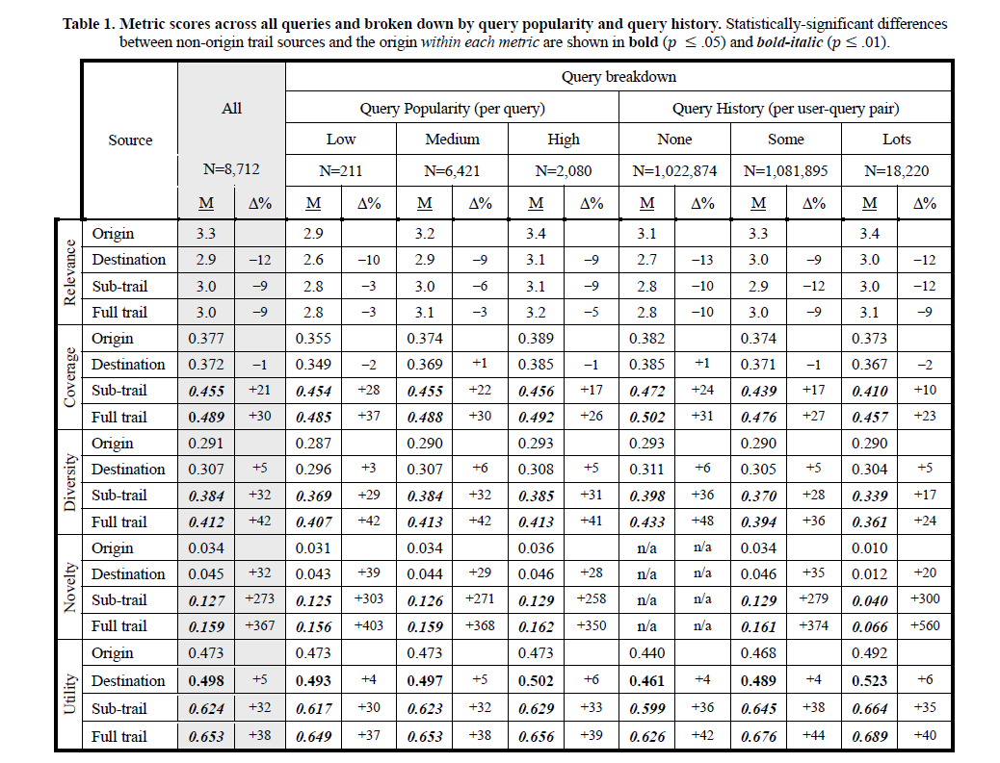 Table 1. Metric scores across all queries and broken down by query popularity and query history. Statistically-significant differences
between non-origin trail sources and the origin within each metric are shown in bold (p ≤ .05) and bold-italic (p ≤ .01).
Query breakdown
All Query Popularity (per query) Query History (per user-query pair)
Source Low Medium High None Some Lots
N=8,712 N=211 N=6,421 N=2,080 N=1,022,874 N=1,081,895 N=18,220
M Δ% M Δ% M Δ% M Δ% M Δ% M Δ% M Δ%
Relevance
Origin 3.3 2.9 3.2 3.4 3.1 3.3 3.4
Destination 2.9 −12 2.6 −10 2.9 −9 3.1 −9 2.7 −13 3.0 −9 3.0 −12
Sub-trail 3.0 −9 2.8 −3 3.0 −6 3.1 −9 2.8 −10 2.9 −12 3.0 −12
Full trail 3.0 −9 2.8 −3 3.1 −3 3.2 −5 2.8 −10 3.0 −9 3.1 −9
Coverage
Origin 0.377 0.355 0.374 0.389 0.382 0.374 0.373
Destination 0.372 −1 0.349 −2 0.369 +1 0.385 −1 0.385 +1 0.371 −1 0.367 −2
Sub-trail 0.455 +21 0.454 +28 0.455 +22 0.456 +17 0.472 +24 0.439 +17 0.410 +10
Full trail 0.489 +30 0.485 +37 0.488 +30 0.492 +26 0.502 +31 0.476 +27 0.457 +23
Diversity
Origin 0.291 0.287 0.290 0.293 0.293 0.290 0.290
Destination 0.307 +5 0.296 +3 0.307 +6 0.308 +5 0.311 +6 0.305 +5 0.304 +5
Sub-trail 0.384 +32 0.369 +29 0.384 +32 0.385 +31 0.398 +36 0.370 +28 0.339 +17
Full trail 0.412 +42 0.407 +42 0.413 +42 0.413 +41 0.433 +48 0.394 +36 0.361 +24
Novelty
Origin 0.034 0.031 0.034 0.036 n/a n/a 0.034 0.010
Destination 0.045 +32 0.043 +39 0.044 +29 0.046 +28 n/a n/a 0.046 +35 0.012 +20
Sub-trail 0.127 +273 0.125 +303 0.126 +271 0.129 +258 n/a n/a 0.129 +279 0.040 +300
Full trail 0.159 +367 0.156 +403 0.159 +368 0.162 +350 n/a n/a 0.161 +374 0.066 +560
Utility
Origin 0.473 0.473 0.473 0.473 0.440 0.468 0.492
Destination 0.498 +5 0.493 +4 0.497 +5 0.502 +6 0.461 +4 0.489 +4 0.523 +6
Sub-trail 0.624 +32 0.617 +30 0.623 +32 0.629 +33 0.599 +36 0.645 +38 0.664 +35
Full trail 0.653 +38 0.649 +37 0.653 +38 0.656 +39 0.626 +42 0.676 +44 0.689 +40